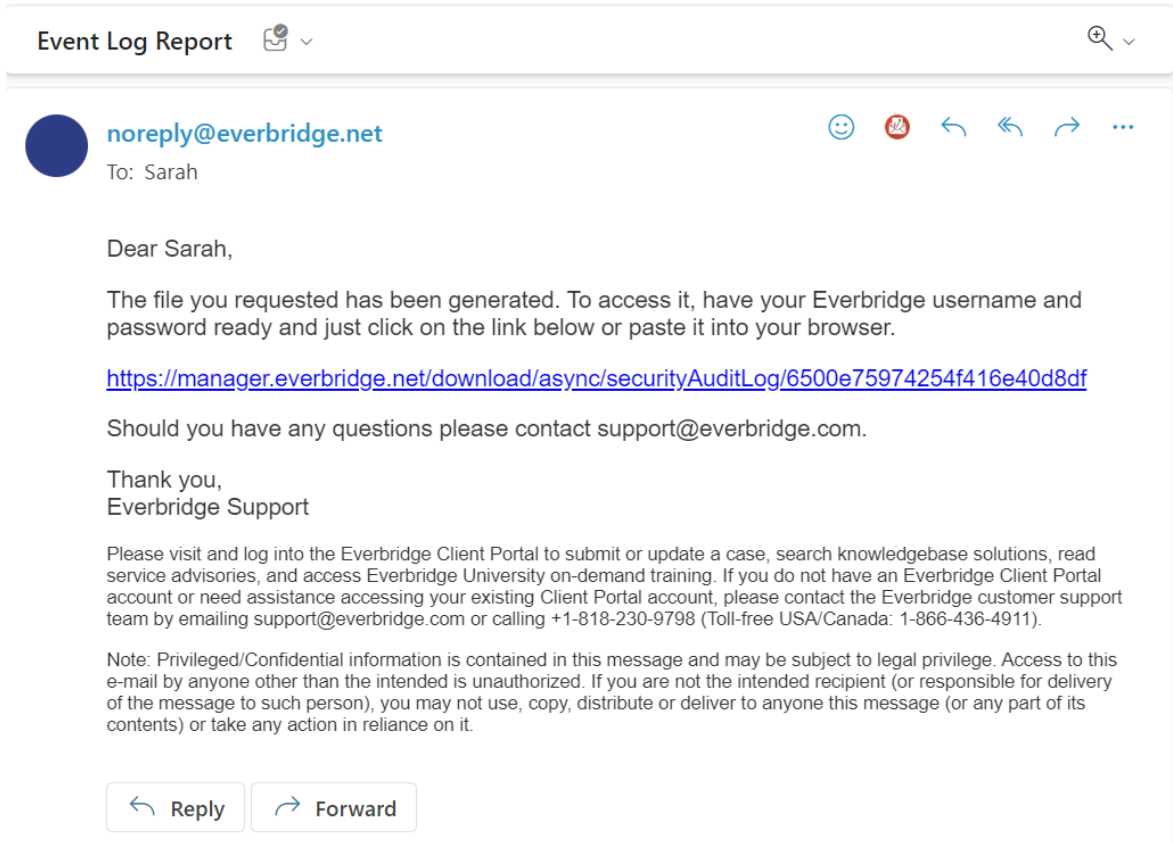 Event Log Report
noreply@everbridge.net
To: Sarah
Dear Sarah,
The file you requested has been generated. To access it, have your Everbridge username and
password ready and just click on the link below or paste it into your browser.
https://manager.everbridge.net/download/async/securityAuditLog/6500e75974254f416e40d8df
Should you have any questions please contact support@everbridge.com.
Thank you,
Everbridge Support
Please visit and log into the Everbridge Client Portal to submit or update a case, search knowledgebase solutions, read
service advisories, and access Everbridge University on-demand training. If you do not have an Everbridge Client Portal
account or need assistance accessing your existing Client Portal account, please contact the Everbridge customer support
team by emailing support@everbridge.com or calling +1-818-230-9798 (Toll-free USA/Canada: 1-866-436-4911).
Note: Privileged/Confidential information is contained in this message and may be subject to legal privilege. Access to this
e-mail by anyone other than the intended is unauthorized. If you are not the intended recipient (or responsible for delivery
of the message to such person), you may not use, copy, distribute or deliver to anyone this message (or any part of its
contents) or take any action in reliance on it.
Reply
Forward